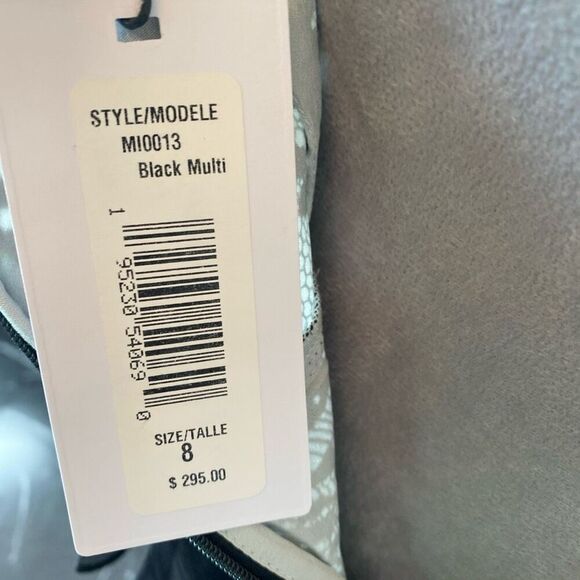 STYLE/MODELE
MI0013
Black Multi
1 95230 54069 0
SIZE/TALLE
8
$ 295.00